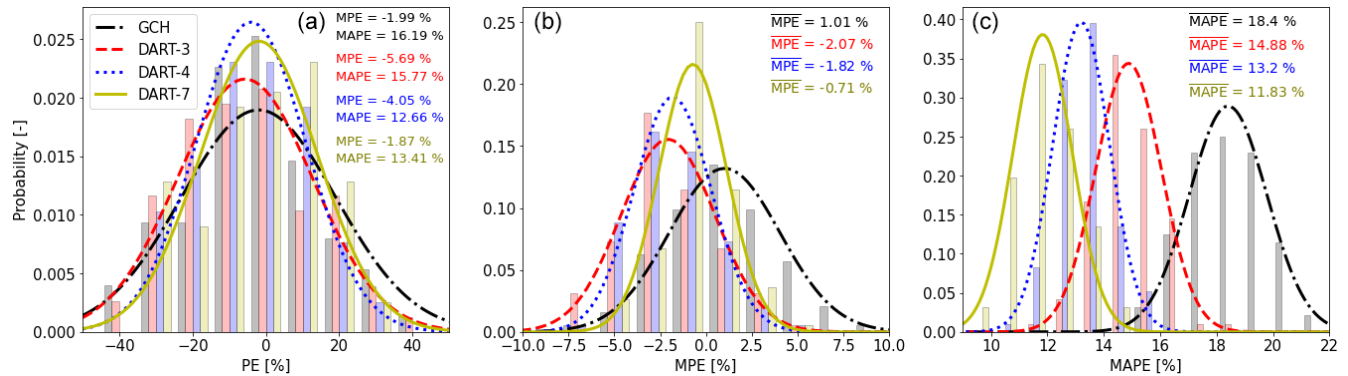 (a)
GCH
DART-3
DART-4
DART-7
MPE = -1.99 %
MAPE = 16.19 %
MPE = -5.69 %
MAPE = 15.77 %
MPE = -4.05 %
MAPE = 12.66 %
MPE = -1.87 %
MAPE = 13.41 %
Probability [-]
0.025
0.020
0.015
0.010
0.005
0.000
-40 -20 0 20 40
PE [%]
(b)
MPE = 1.01 %
MPE = -2.07 %
MPE = -1.82 %
MPE = -0.71 %
0.25
0.20
0.15
0.10
0.05
0.00
−10.0 −7.5 −5.0 −2.5 0.0 2.5 5.0 7.5 10.0
MPE [%]
(c)
MAPE = 18.4 %
MAPE = 14.88 %
MAPE = 13.2 %
MAPE = 11.83 %
0.40
0.35
0.30
0.25
0.20
0.15
0.10
0.05
0.00
10 12 14 16 18 20 22
MAPE [%]